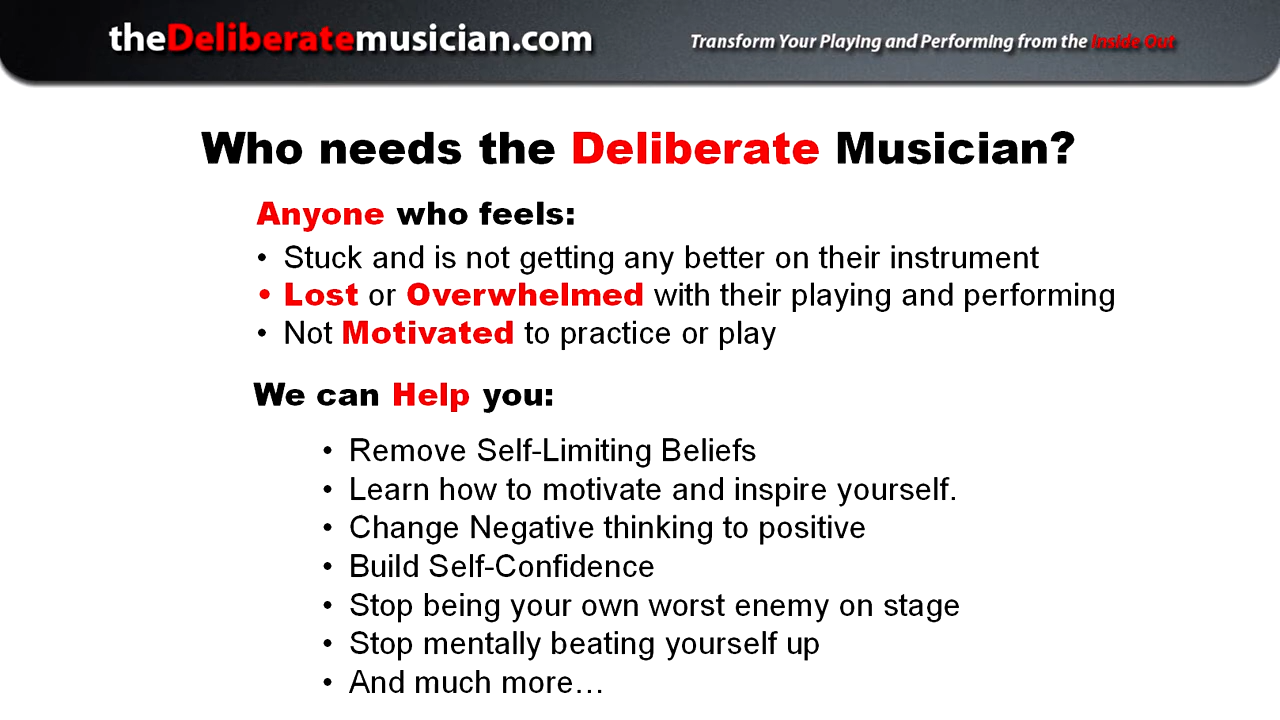 theDeliberatemusician.com
Transform Your Playing and Performing from the Inside Out
Who needs the Deliberate Musician?
Anyone who feels:
• Stuck and is not getting any better on their instrument
• Lost or Overwhelmed with their playing and performing
• Not Motivated to practice or play
We can Help you:
• Remove Self-Limiting Beliefs
• Learn how to motivate and inspire yourself.
• Change Negative thinking to positive
• Build Self-Confidence
• Stop being your own worst enemy on stage
• Stop mentally beating yourself up
• And much more…